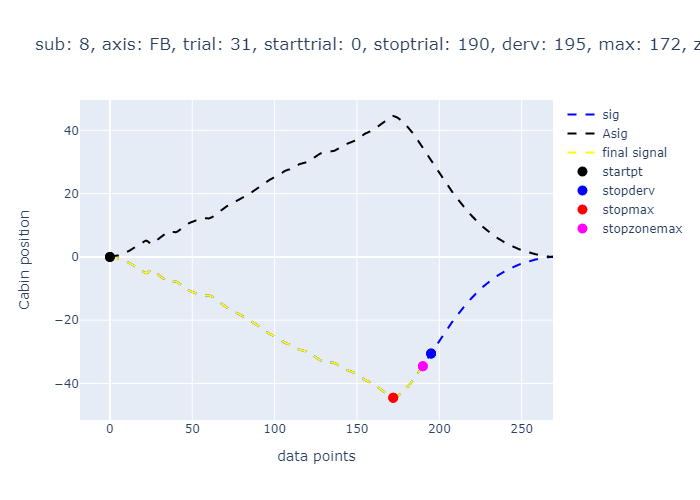 sub: 8, axis: FB, trial: 31, starttrial: 0, stoptrial: 190, derv: 195, max: 172, z
40
20
0
−20
−40
Cabin position
0
50
100
150
200
250
data points
sig
Asig
final signal
startpt
stopderv
stopmax
stopzonemax